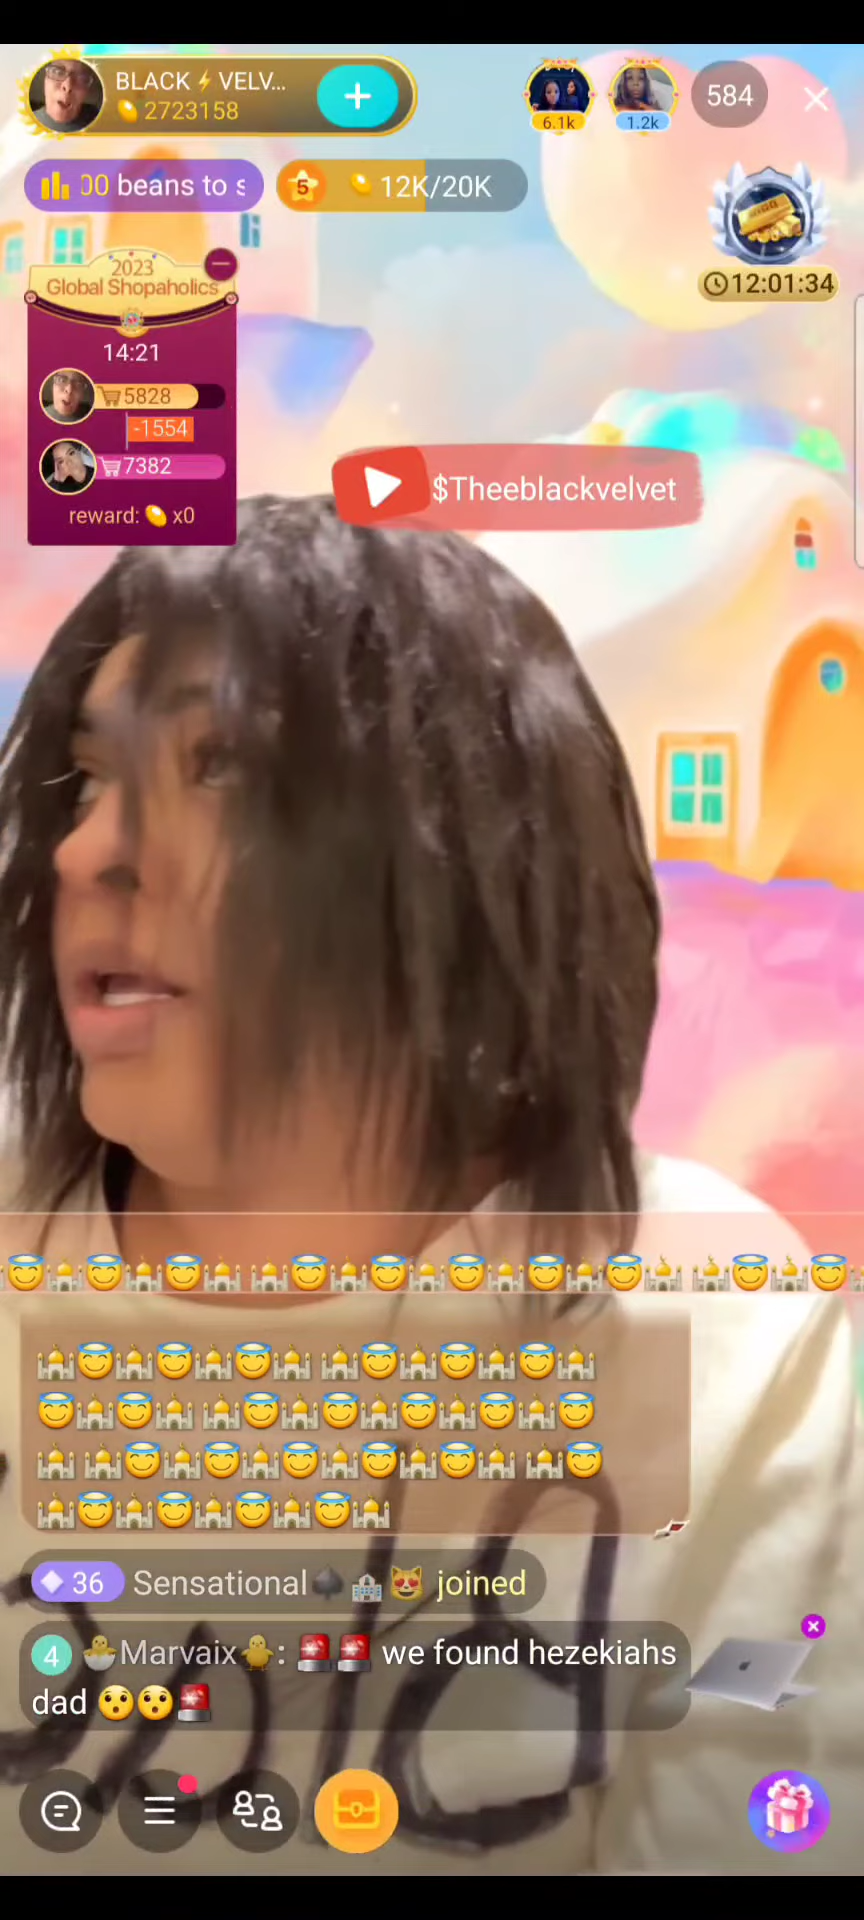 BLACK⚡VELV...
2723158
6.1k
1.2k
584
00 beans to s
5
12K/20K
12:01:34
2023
Global Shopaholics
14:21
5828
-1554
7382
reward: x0
$Theeblackvelvet
36 Sensational♠️🏫😻 joined
4 🐣Marvaix🐤: 🚨🚨 we found hezekiahs
dad 😯😯🚨